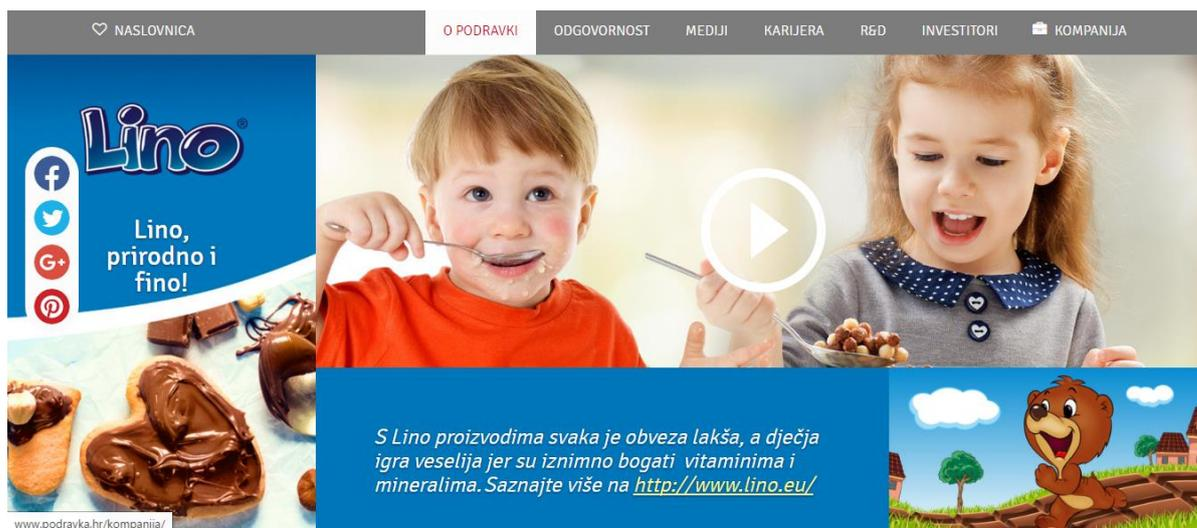 NASLOVNICA
O PODRAVKI
ODGOVORNOST
MEDIJI
KARIJERA
R&D
INVESTITORI
KOMPANIJA
Lino®
f
G+
Lino,
prirodno i
fino!
S Lino proizvodima svaka je obveza lakša, a dječja
igra veselija jer su iznimno bogati vitaminima i
mineralima. Saznajte više na http://www.lino.eu/
www.podravka.hr/kompanija/